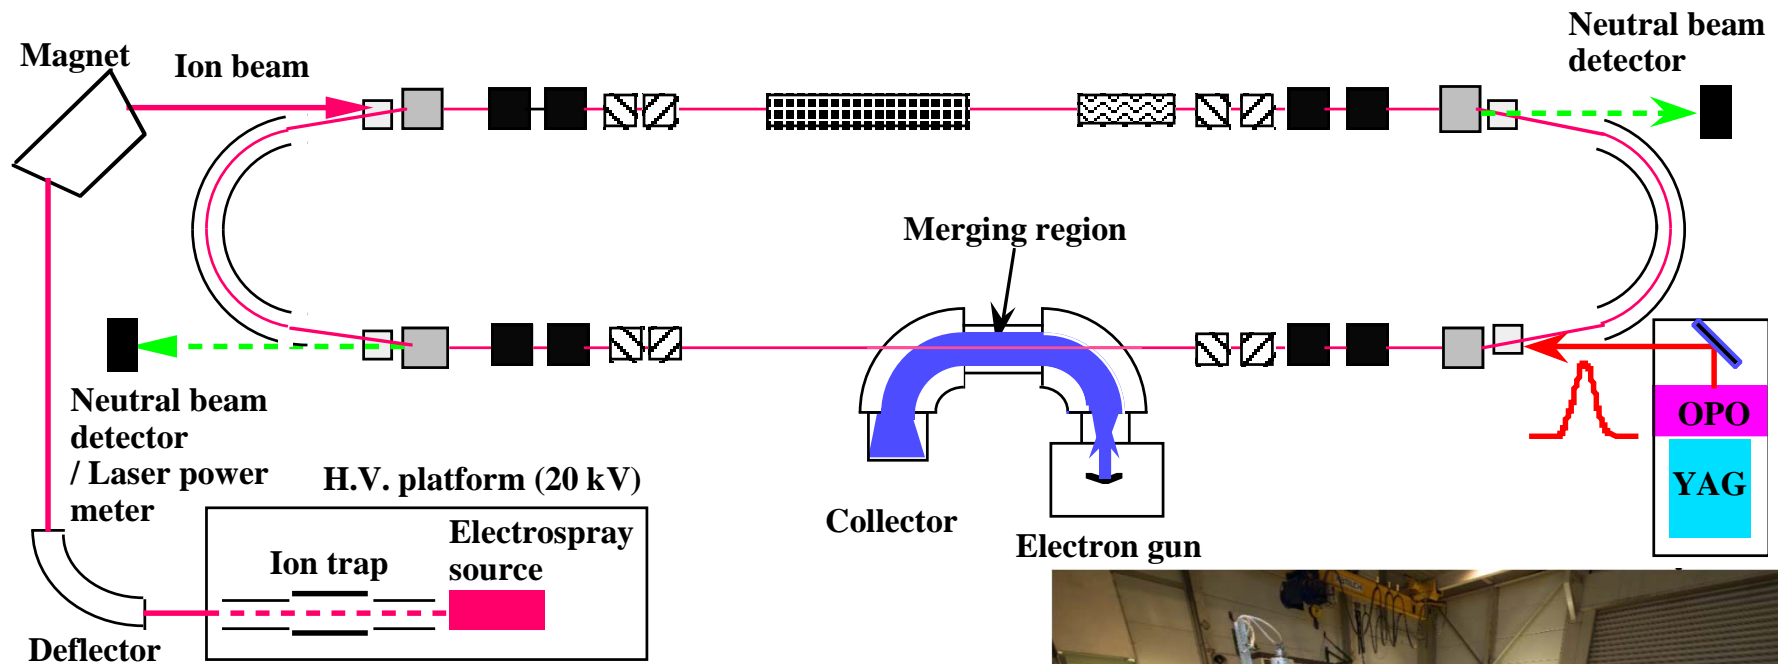 Magnet
Ion beam
Neutral beam
detector
Merging region
Neutral beam
detector
/ Laser power
meter
H.V. platform (20 kV)
Electrospray
source
Ion trap
Deflector
Collector
Electron gun
OPO
YAG